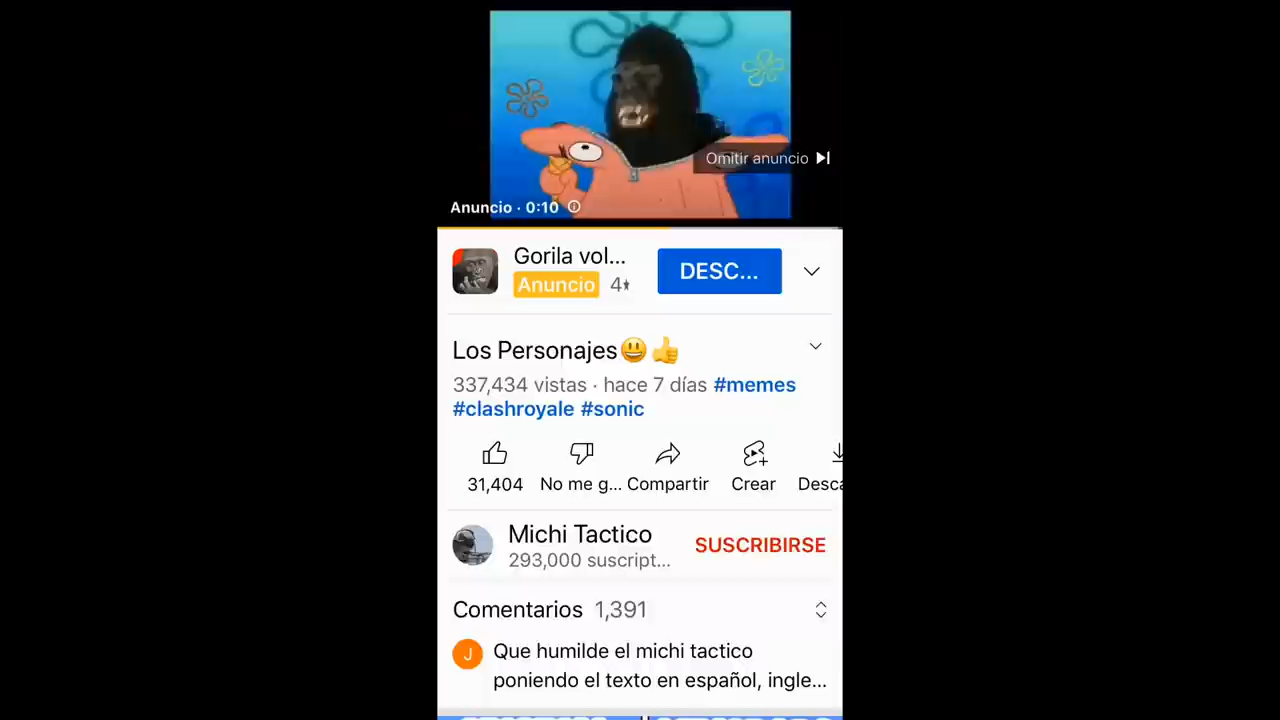 Omitir anuncio
Anuncio · 0:10
Gorila vol...
DESC...
Anuncio 4
Los Personajes😃👍
337,434 vistas · hace 7 días #memes
#clashroyale #sonic
31,404 No me g... Compartir Crear Desca
Michi Tactico
SUSCRIBIRSE
293,000 suscript...
Comentarios 1,391
J
Que humilde el michi tactico
poniendo el texto en español, ingle...